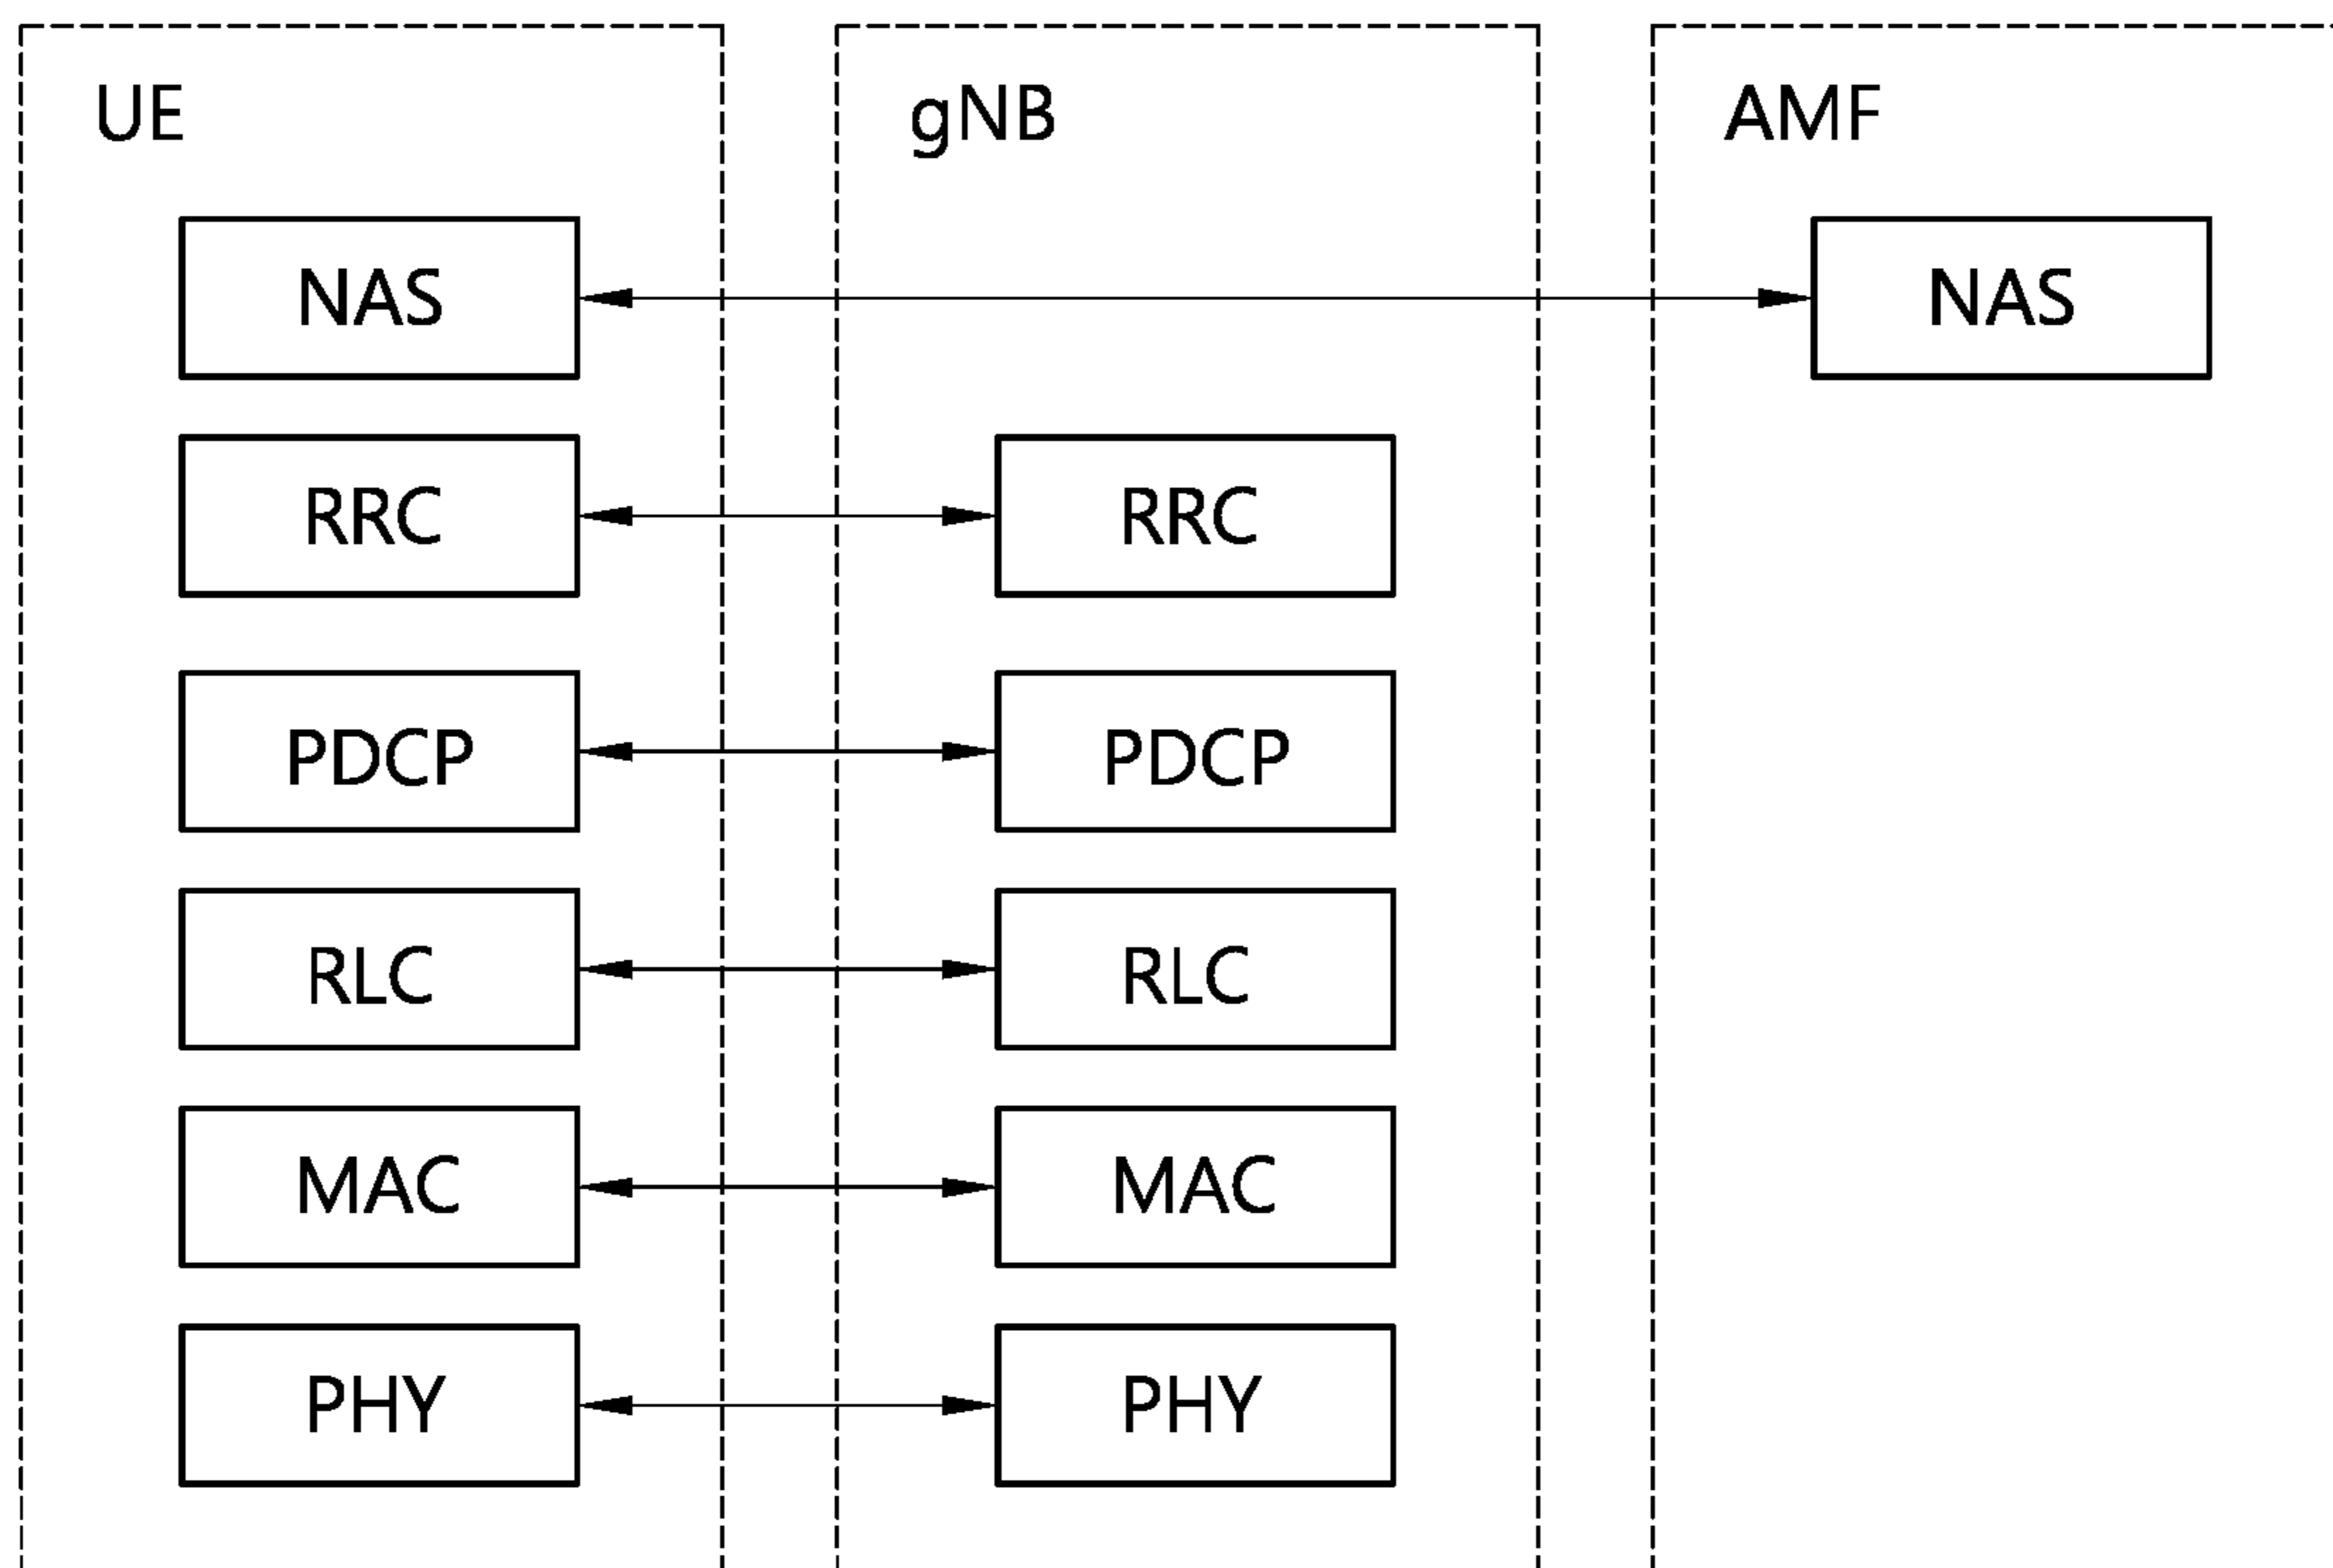 UE gNB AMF
NAS NAS
RRC RRC
PDCP PDCP
RLC RLC
MAC MAC
PHY PHY